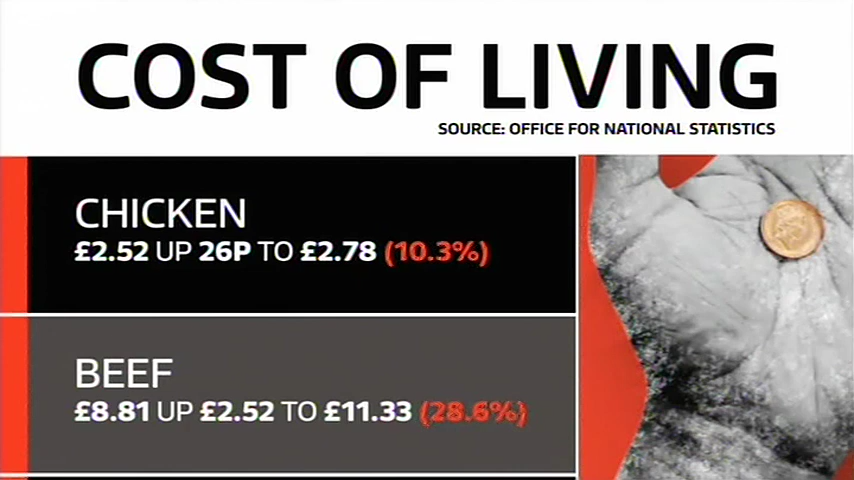 COST OF LIVING
SOURCE: OFFICE FOR NATIONAL STATISTICS
CHICKEN
£2.52 UP 26P TO £2.78 (10.3%)
BEEF
£8.81 UP £2.52 TO £11.33 (28.6%)